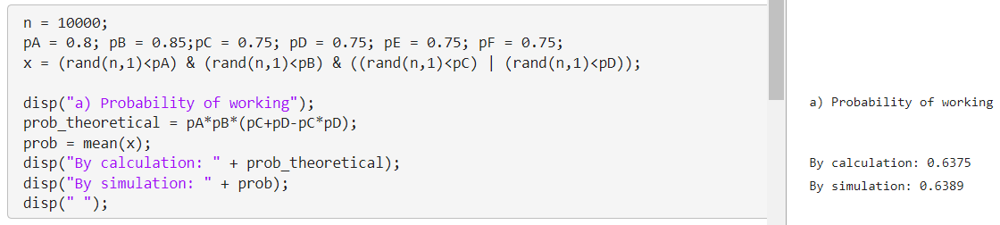 n = 10000;
pA = 0.8; pB = 0.85;pC = 0.75; pD = 0.75; pE = 0.75; pF = 0.75;
x = (rand(n,1)<pA) & (rand(n,1)<pB) & ((rand(n,1)<pC) | (rand(n,1)<pD));
disp("a) Probability of working");
prob_theoretical = pA*pB*(pC+pD-pC*pD);
prob = mean(x);
disp("By calculation: " + prob_theoretical);
disp("By simulation: " + prob);
disp(" ");
a) Probability of working
By calculation: 0.6375
By simulation: 0.6389